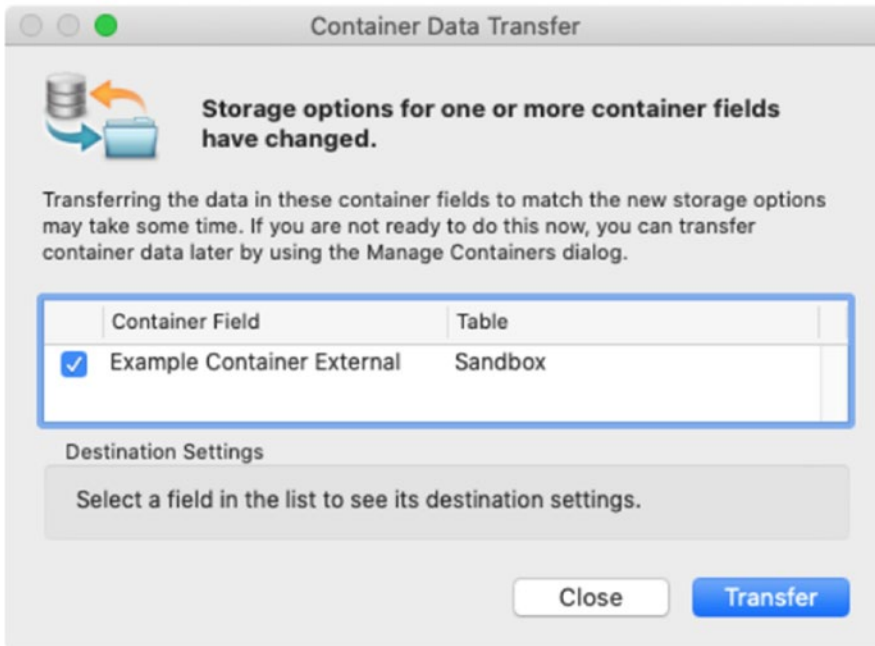 Container Data Transfer
Storage options for one or more container fields
have changed.
Transferring the data in these container fields to match the new storage options
may take some time. If you are not ready to do this now, you can transfer
container data later by using the Manage Containers dialog.
Container Field Table
Example Container External Sandbox
Destination Settings
Select a field in the list to see its destination settings.
Close Transfer